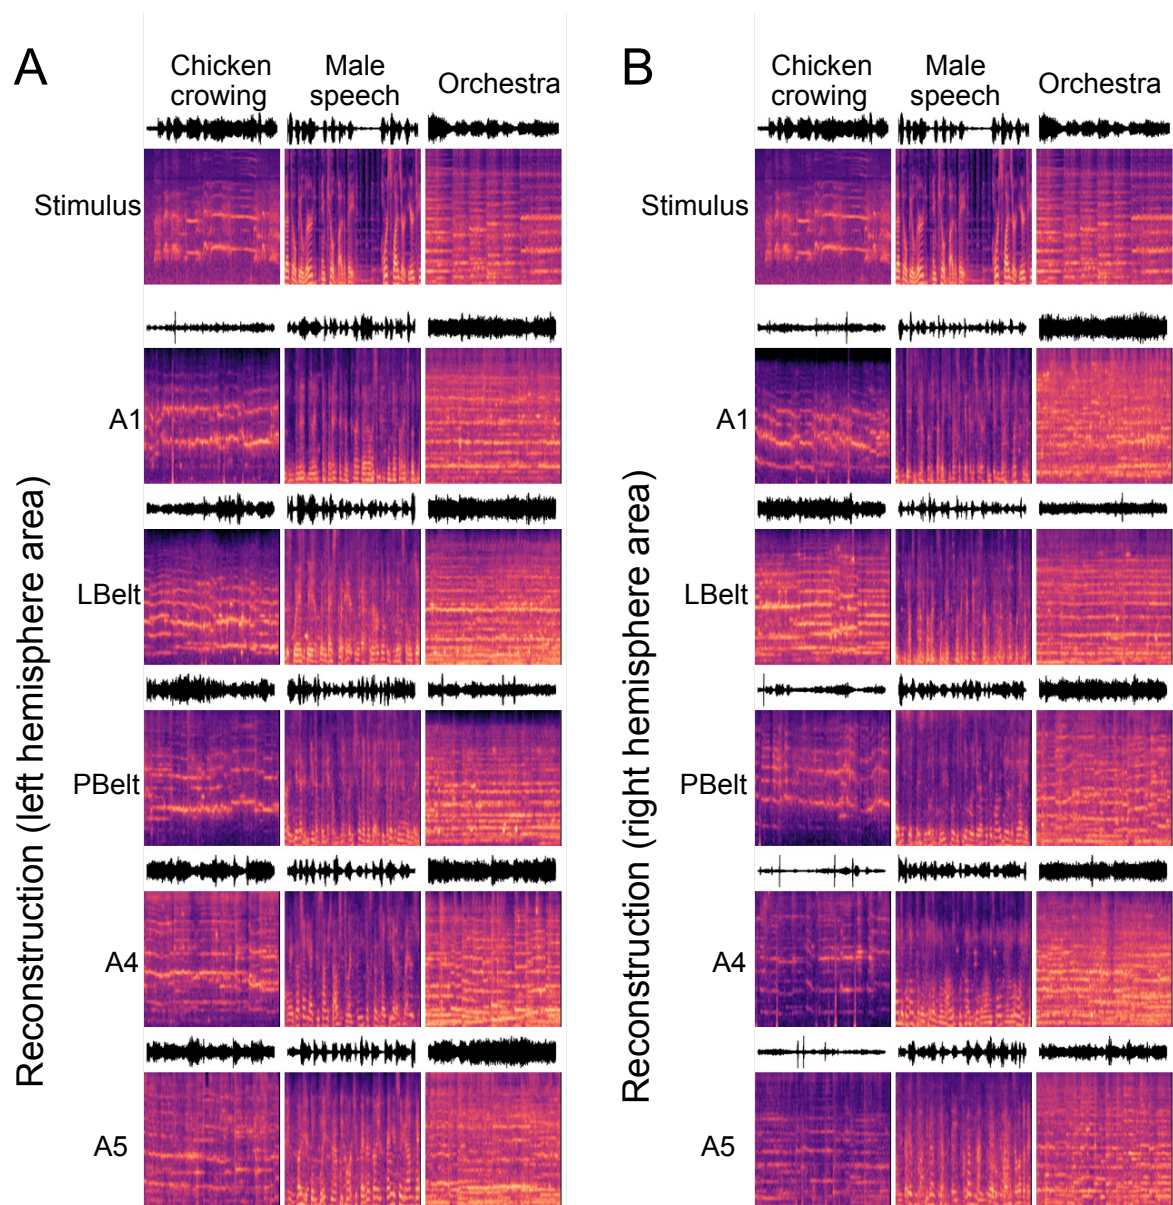 A
Chicken
crowing
Male
speech
Orchestra
Stimulus
Reconstruction (left hemisphere area)
A1
LBelt
PBelt
A4
A5
B
Chicken
crowing
Male
speech
Orchestra
Stimulus
Reconstruction (right hemisphere area)
A1
LBelt
PBelt
A4
A5